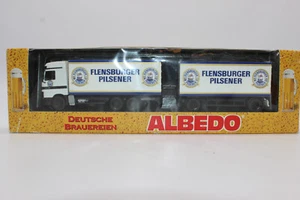 FLENSBURGER
PILSENER
FLENSBURGER
PILSENER
DEUTSCHE
BRAUEREIEN
ALBEDO